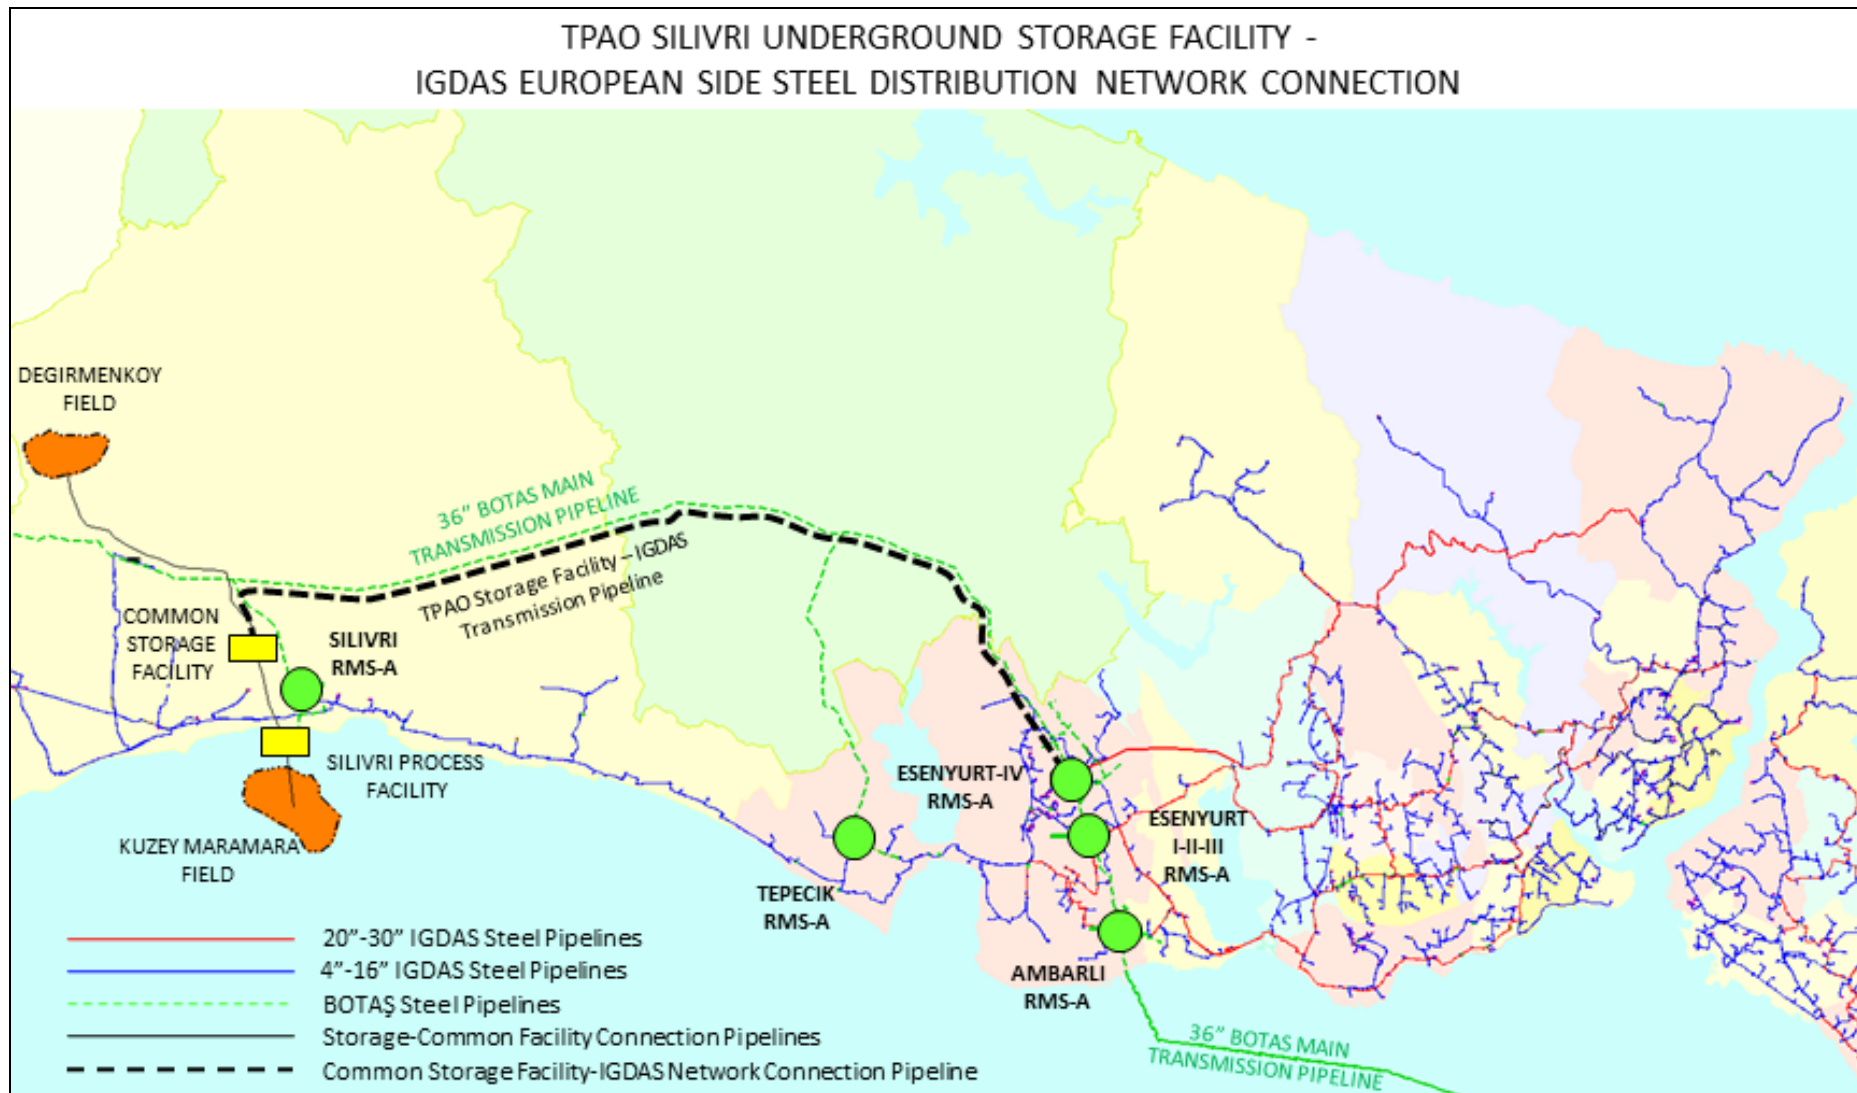 TPAO SILIVRI UNDERGROUND STORAGE FACILITY -
IGDAS EUROPEAN SIDE STEEL DISTRIBUTION NETWORK CONNECTION
DEGIRMENKOY
FIELD
36" BOTAS MAIN
TRANSMISSION PIPELINE
TPAO Storage Facility – IGDAS
Transmission Pipeline
COMMON
STORAGE
FACILITY
SILIVRI
RMS-A
SILIVRI PROCESS
FACILITY
KUZEY MARAMARA
FIELD
ESENYURT-IV
RMS-A
ESENYURT
I-II-III
RMS-A
TEPECIK
RMS-A
AMBARLI
RMS-A
36" BOTAS MAIN
TRANSMISSION PIPELINE
20"-30" IGDAS Steel Pipelines
4"-16" IGDAS Steel Pipelines
BOTAŞ Steel Pipelines
Storage-Common Facility Connection Pipelines
Common Storage Facility-IGDAS Network Connection Pipeline